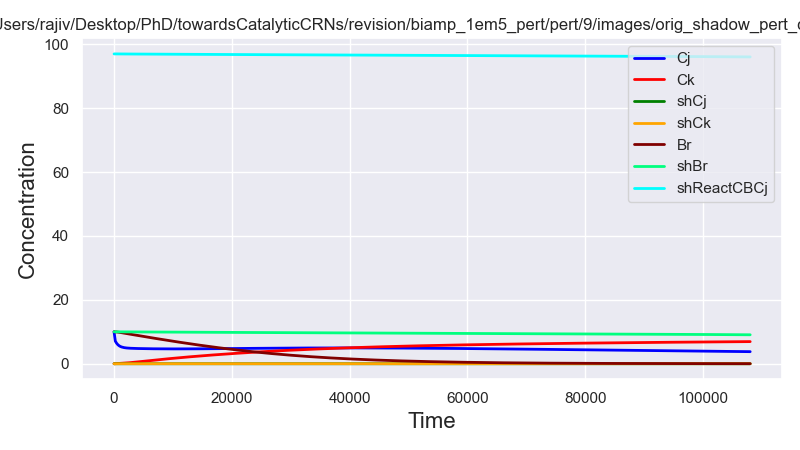 Users/rajiv/Desktop/PhD/towardsCatalyticCRNs/revision/biamp_1em5_pert/pert/9/images/orig_shadow_pert_
Concentration
100
80
60
40
20
0
Cj
Ck
shCj
shCk
Br
shBr
shReactCBCj
0
20000
40000
60000
80000
100000
Time